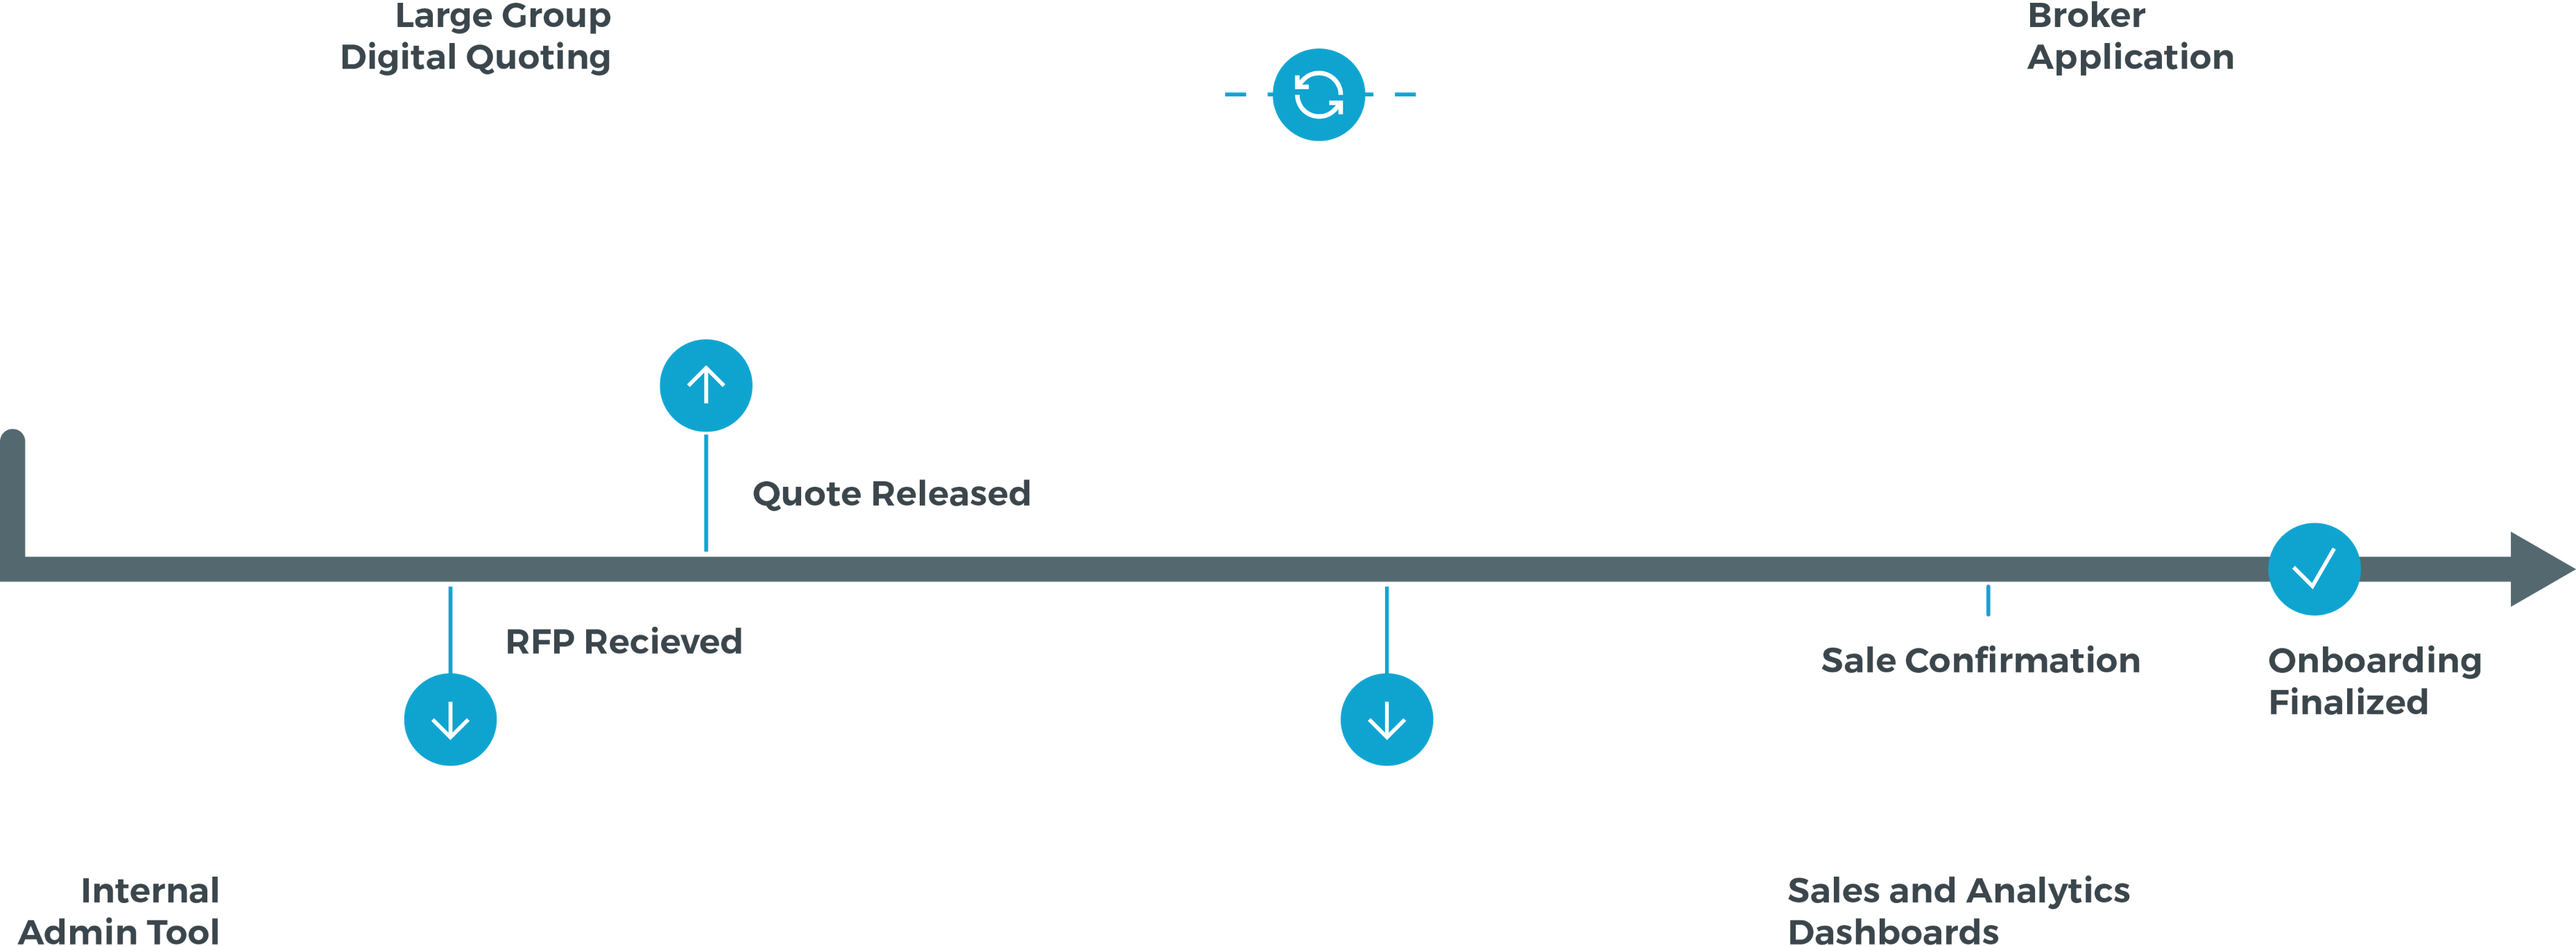 Large Group
Digital Quoting
Broker
Application
Quote Released
RFP Recieved
Sale Confirmation
Onboarding
Finalized
Internal
Admin Tool
Sales and Analytics
Dashboards